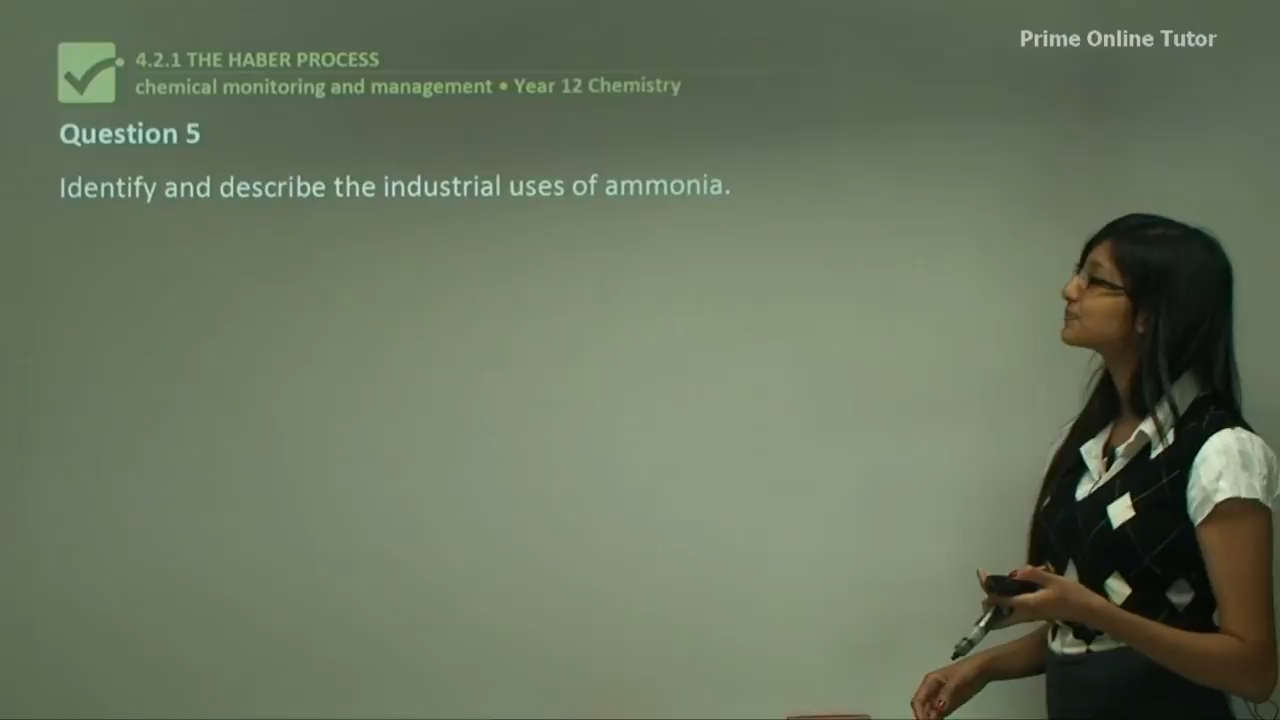 Prime Online Tutor
4.2.1 THE HABER PROCESS
chemical monitoring and management • Year 12 Chemistry
Question 5
Identify and describe the industrial uses of ammonia.